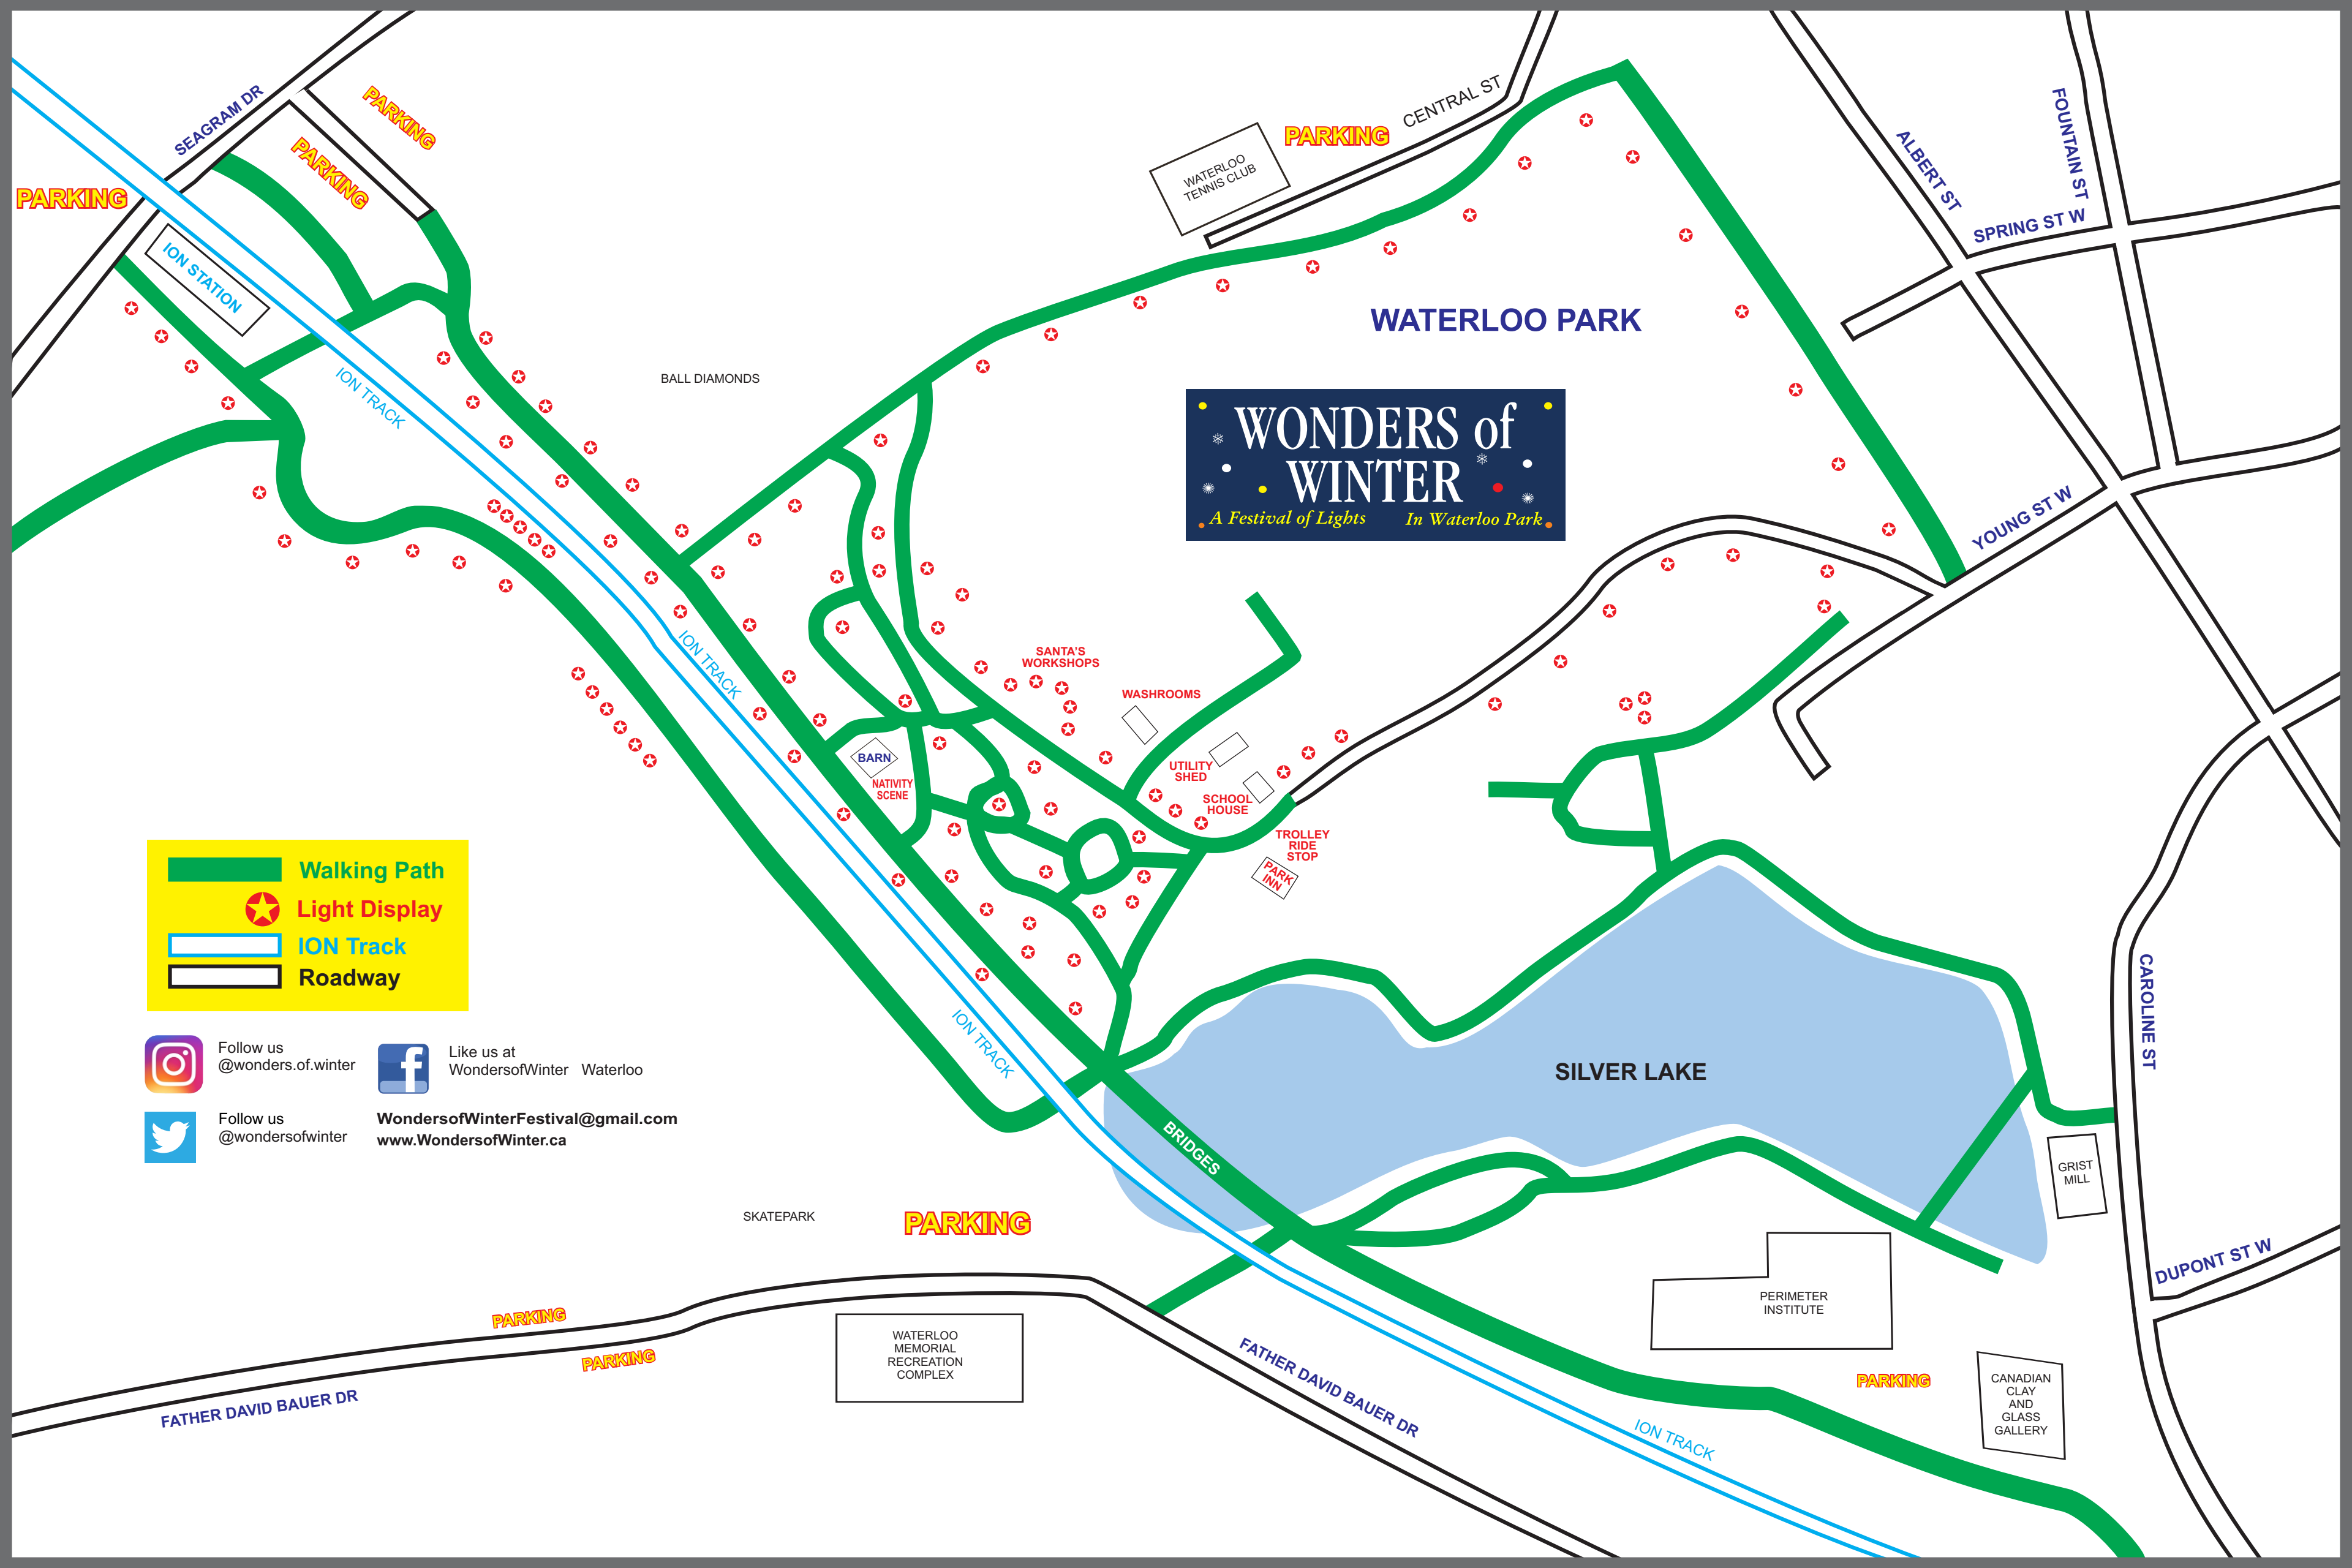 SEAGRAM DR
PARKING
PARKING
PARKING
ION STATION
ION TRACK
BALL DIAMONDS
WATERLOO
TENNIS CLUB
PARKING
CENTRAL ST
WATERLOO PARK
ALBERT ST
FOUNTAIN ST
SPRING ST W
YOUNG ST W
WONDERS of
WINTER
A Festival of Lights In Waterloo Park
ION TRACK
SANTA'S
WORKSHOPS
WASHROOMS
BARN
NATIVITY
SCENE
UTILITY
SHED
SCHOOL
HOUSE
TROLLEY
RIDE
STOP
PARK
INN
Walking Path
Light Display
ION Track
Roadway
Follow us
@wonders.of.winter
Like us at
WondersofWinter Waterloo
Follow us
@wondersofwinter
WondersofWinterFestival@gmail.com
www.WondersofWinter.ca
ION TRACK
BRIDGES
SILVER LAKE
CAROLINE ST
GRIST
MILL
SKATEPARK
PARKING
PARKING
PARKING
WATERLOO
MEMORIAL
RECREATION
COMPLEX
FATHER DAVID BAUER DR
FATHER DAVID BAUER DR
PERIMETER
INSTITUTE
DUPONT ST W
PARKING
CANADIAN
CLAY
AND
GLASS
GALLERY
ION TRACK